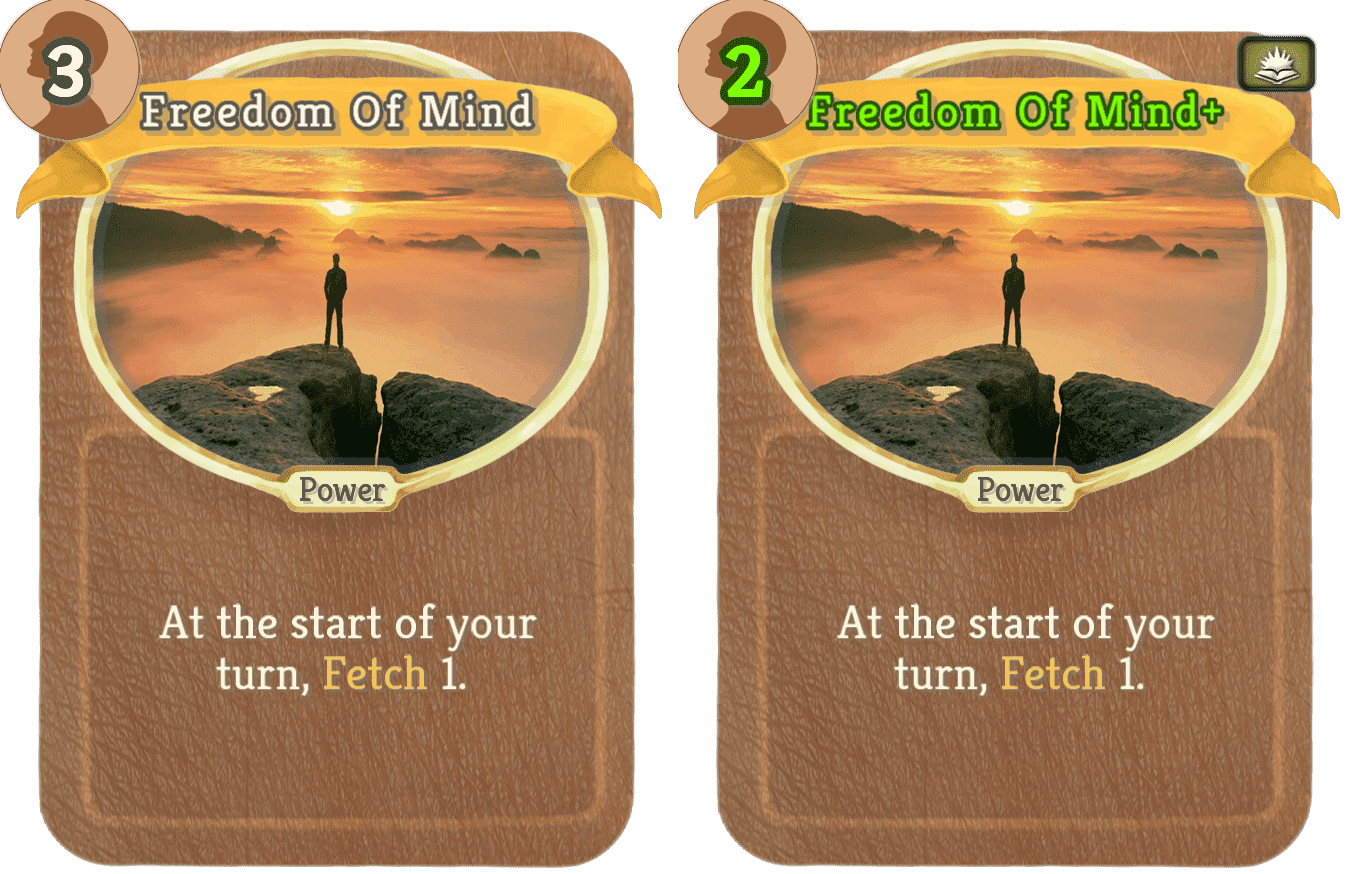 3
Freedom Of Mind
Power
At the start of your
turn, Fetch 1.
2
Freedom Of Mind+
Power
At the start of your
turn, Fetch 1.